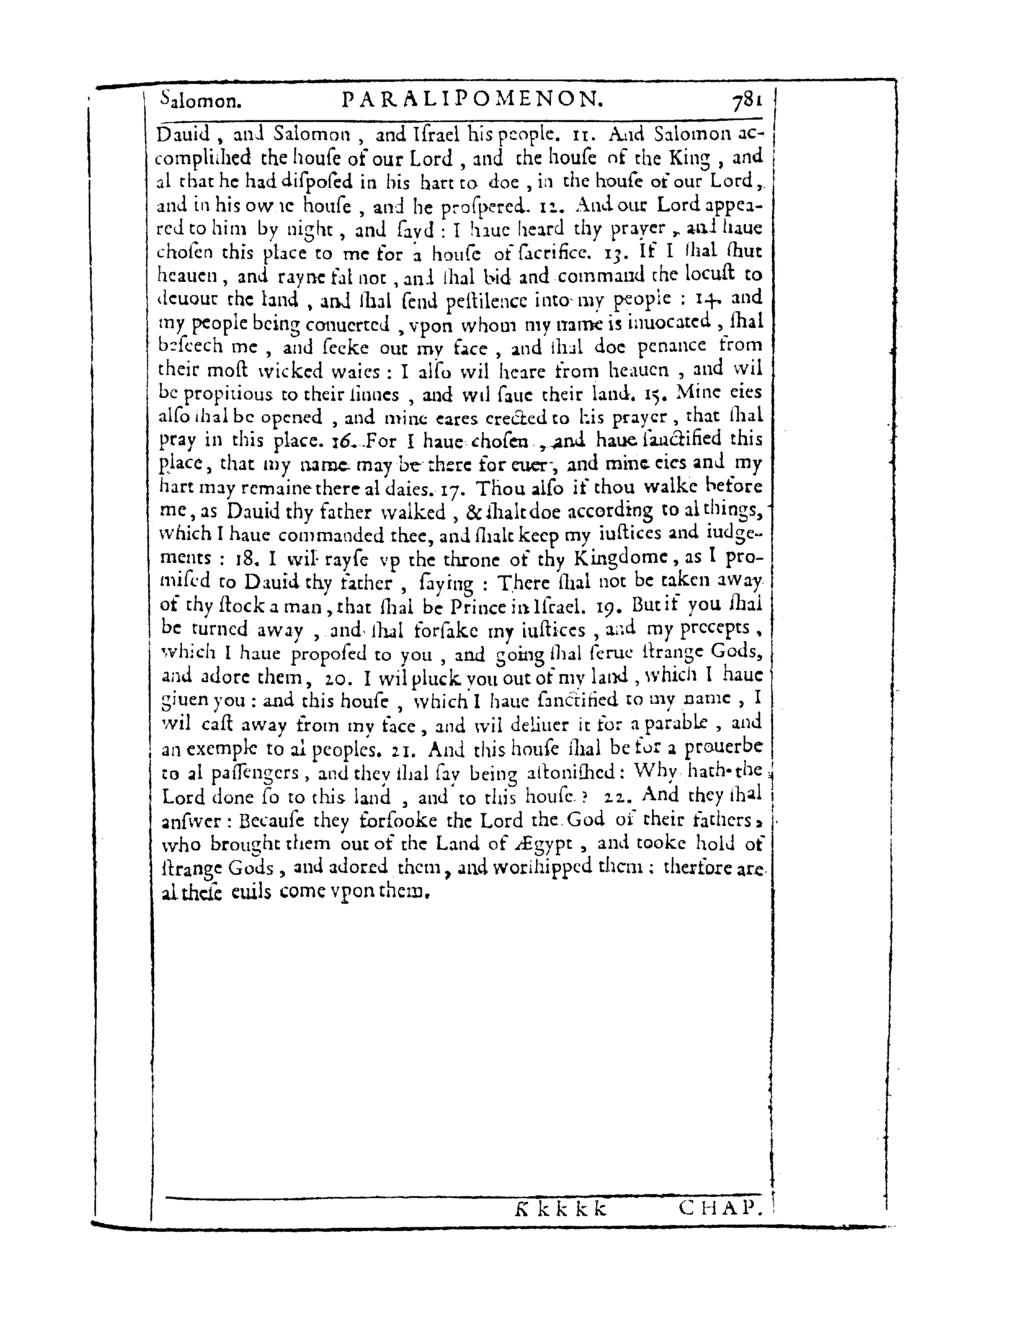 Salomon. PARALIPOMENON. 781
Dauid , and Salomon , and Iſrael his people. 11. And Salomon ac-
compliſhed the houſe of our Lord , and the houſe of the King , and
al that he had diſpoſed in his hart to doe , in the houſe of our Lord,
and in his owne houſe , and he proſpered. 12. And our Lord appea-
red to him by night , and ſayd : I haue heard thy prayer , and haue
choſen this place to me for a houſe of ſacrifice. 13. If I ſhal ſhut
heauen , and rayne fal not , and ſhal bid and command the locuſt to
deuour the land , and ſhal ſend peſtilence into my people : 14. and
my people being conuerted , vpon whom my name is inuocated , ſhal
beſeech me , and ſeeke out my face , and ſhal doe penance from
their moſt wicked waies : I alſo wil heare from heauen , and wil
be propitious to their ſinnes , and wil ſaue their land. 15. Mine eies
alſo ſhal be opened , and mine eares erected to his prayer , that ſhal
pray in this place. 16. For I haue choſen , and haue ſanctified this
place, that my name may be there for euer , and mine eies and my
hart may remaine there al daies. 17. Thou alſo if thou walke before
me, as Dauid thy father walked , & ſhalt doe according to al things,
which I haue commanded thee, and ſhalt keep my iuſtices and iudge-
ments : 18. I wil rayſe vp the throne of thy Kingdome, as I pro-
miſed to Dauid thy father , ſaying : There ſhal not be taken away
of thy ſtock a man , that ſhal be Prince in Iſrael. 19. But if you ſhal
be turned away , and ſhal forſake my iuſtices , and my precepts ,
which I haue propoſed to you , and going ſhal ſerue ſtrange Gods,
and adore them, 20. I wil pluck you out of my land , which I haue
giuen you : and this houſe , which I haue ſanctified to my name , I
wil caſt away from my face , and wil deliuer it for a parable , and
an exemple to al peoples. 21. And this houſe ſhal be for a prouerbe
to al paſſengers , and they ſhal ſay being aſtoniſhed : Why hath the
Lord done ſo to this land , and to this houſe ? 22. And they ſhal
anſwer : Becauſe they forſooke the Lord the God of their fathers ,
who brought them out of the Land of Ægypt , and tooke hold of
ſtrange Gods , and adored them , and worſhipped them : therfore are
al theſe euils come vpon them.
Kkkkk CHAP.